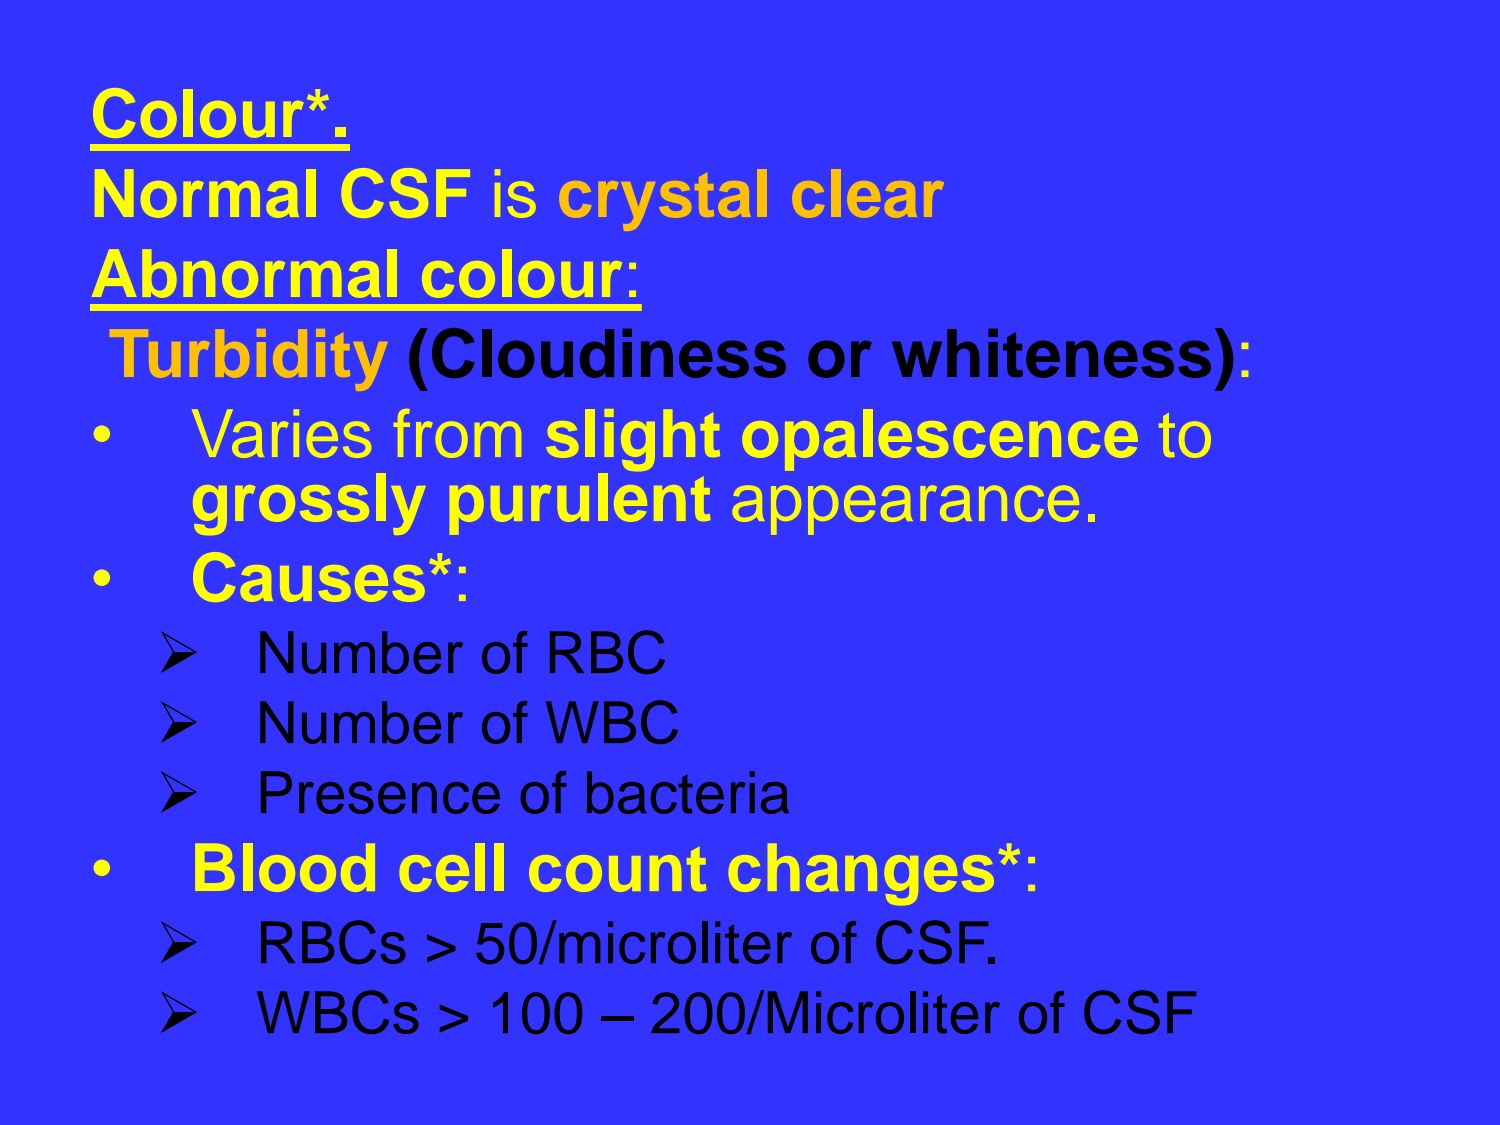 Colour*.
Normal CSF is crystal clear
Abnormal colour:
Turbidity (Cloudiness or whiteness):
• Varies from slight opalescence to
grossly purulent appearance.
• Causes*:
➢ Number of RBC
➢ Number of WBC
➢ Presence of bacteria
• Blood cell count changes*:
➢ RBCs > 50/microliter of CSF.
➢ WBCs > 100 – 200/Microliter of CSF